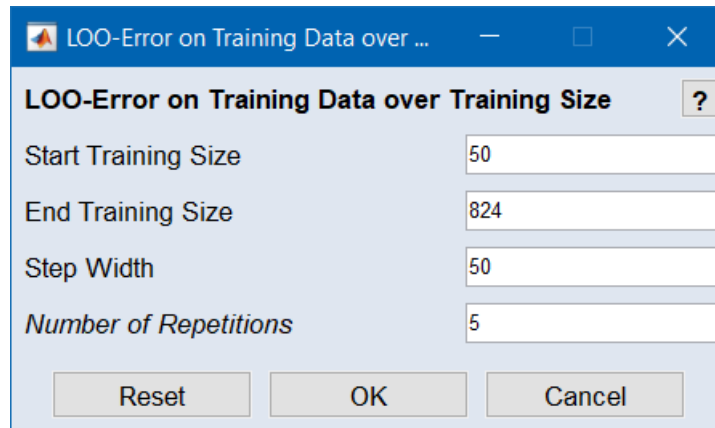 LOO-Error on Training Data over ...
LOO-Error on Training Data over Training Size ?
Start Training Size 50
End Training Size 824
Step Width 50
Number of Repetitions 5
Reset OK Cancel